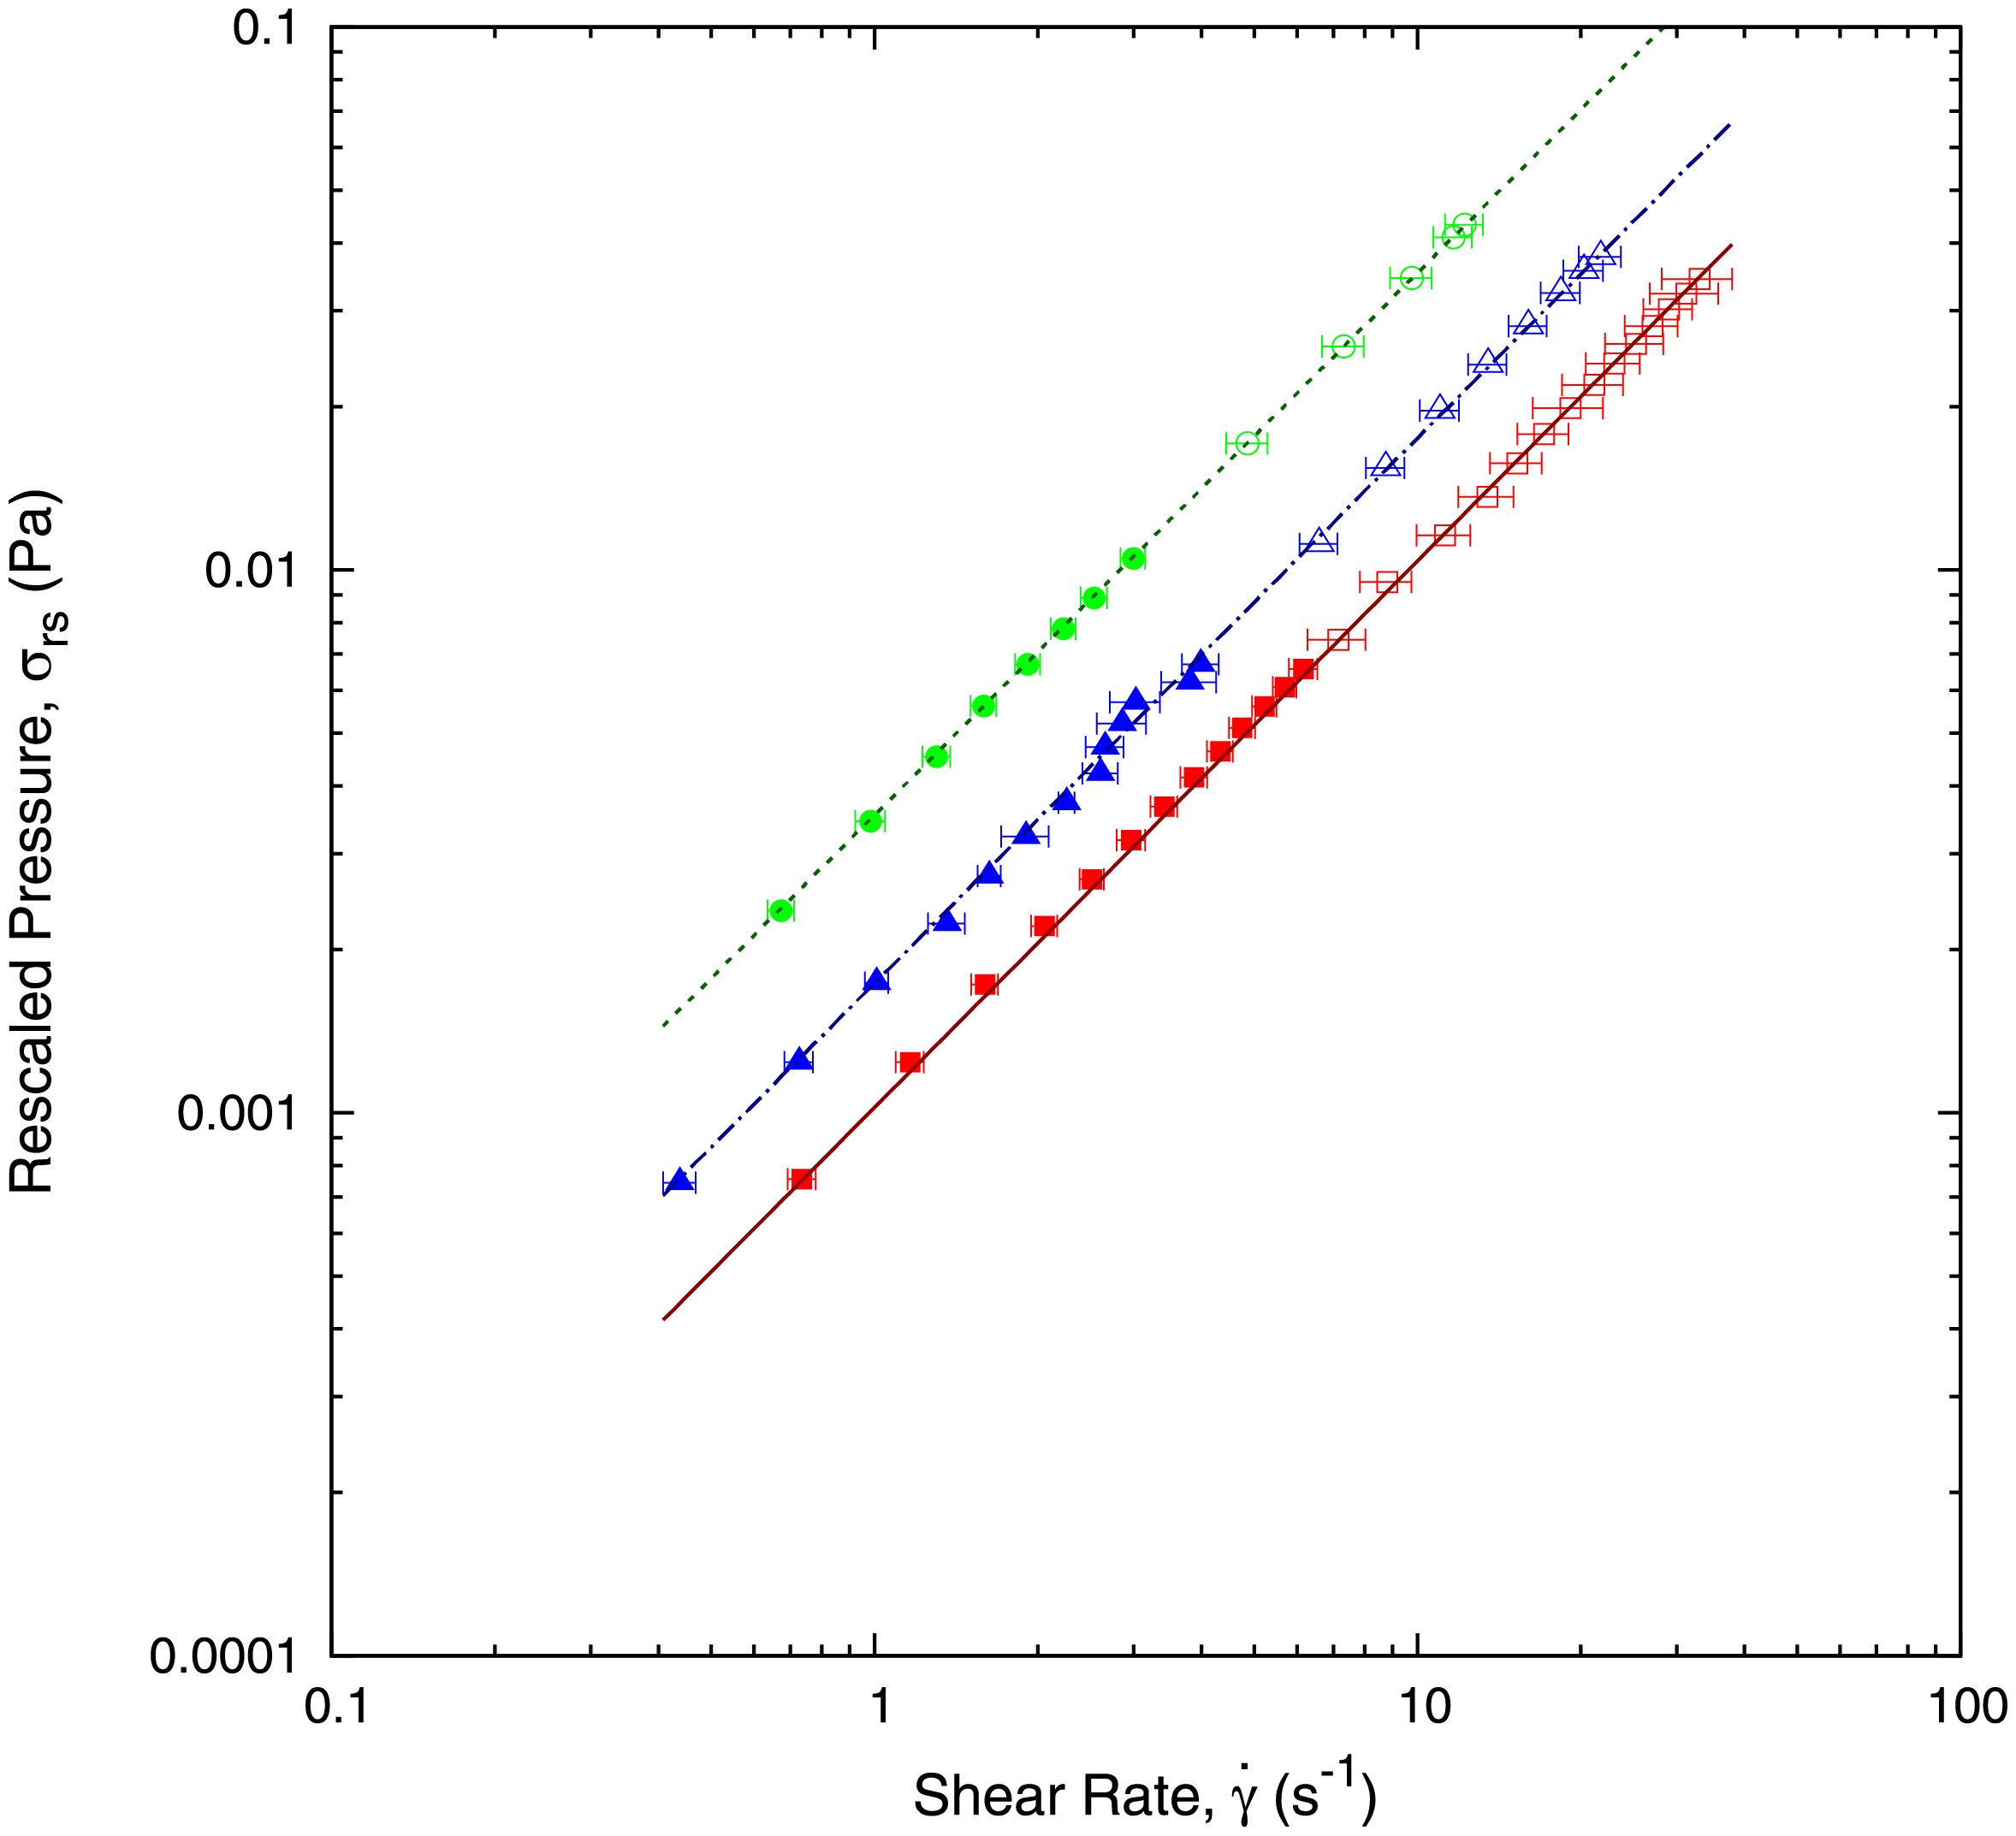 0.1
0.01
0.001
0.0001
Rescaled Pressure, σrs (Pa)
0.1 1 10 100
Shear Rate, γ̇ (s-1)